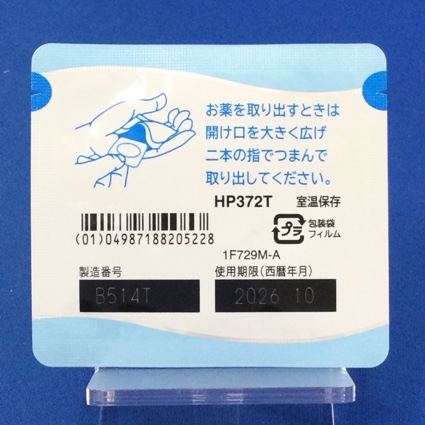 お薬を取り出すときは
開け口を大きく広げ
二本の指でつまんで
取り出してください。
HP372T 室温保存
(01)04987188205228
プラ 包装袋
フィルム
1F729M-A
製造番号 使用期限(西暦年月)
B514T 2026 10